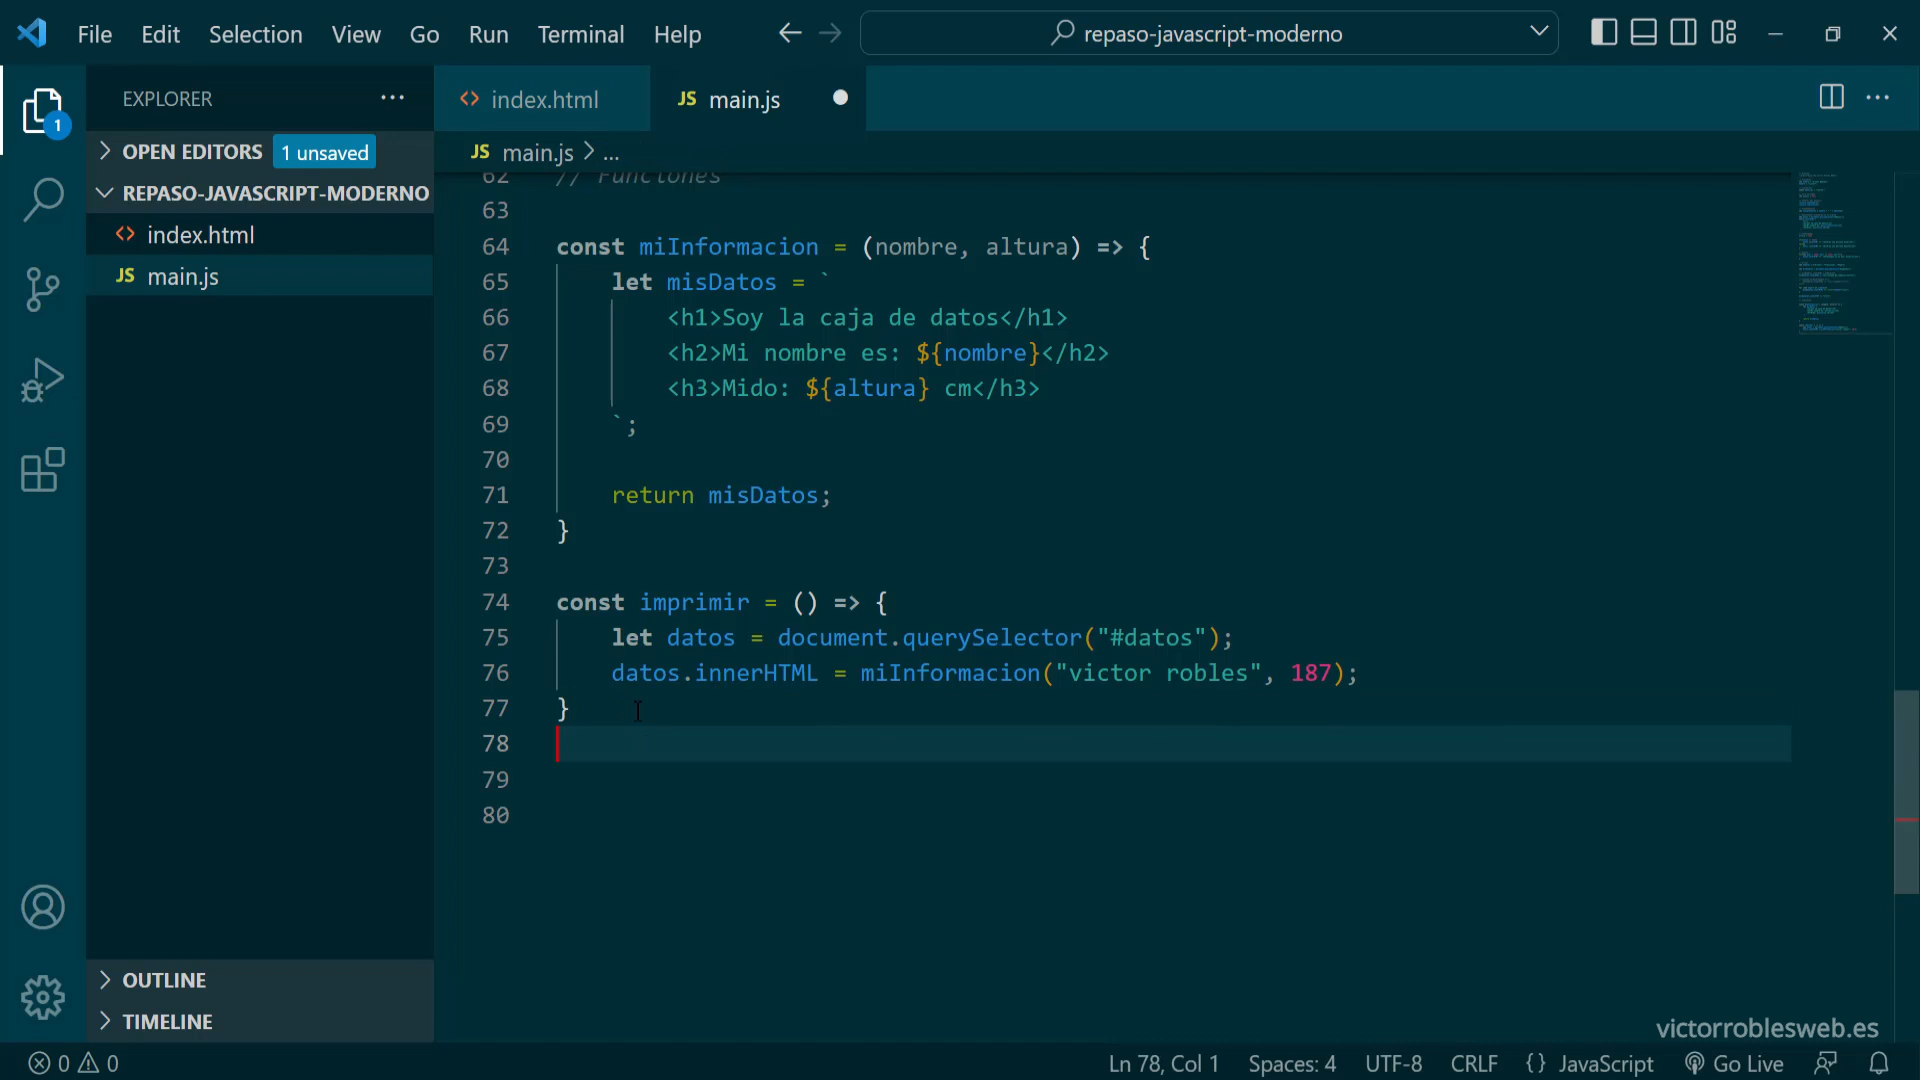 File Edit Selection View Go Run Terminal Help repaso-javascript-moderno
EXPLORER
OPEN EDITORS 1 unsaved
REPASO-JAVASCRIPT-MODERNO
index.html
JS main.js
OUTLINE
TIMELINE
index.html JS main.js
JS main.js > ...
62 // Funciones
63
64 const miInformacion = (nombre, altura) => {
65 let misDatos = `
66 <h1>Soy la caja de datos</h1>
67 <h2>Mi nombre es: ${nombre}</h2>
68 <h3>Mido: ${altura} cm</h3>
69 `;
70
71 return misDatos;
72 }
73
74 const imprimir = () => {
75 let datos = document.querySelector("#datos");
76 datos.innerHTML = miInformacion("victor robles", 187);
77 }
78
79
80
victorroblesweb.es
0 0 Ln 78, Col 1 Spaces: 4 UTF-8 CRLF {} JavaScript Go Live
1